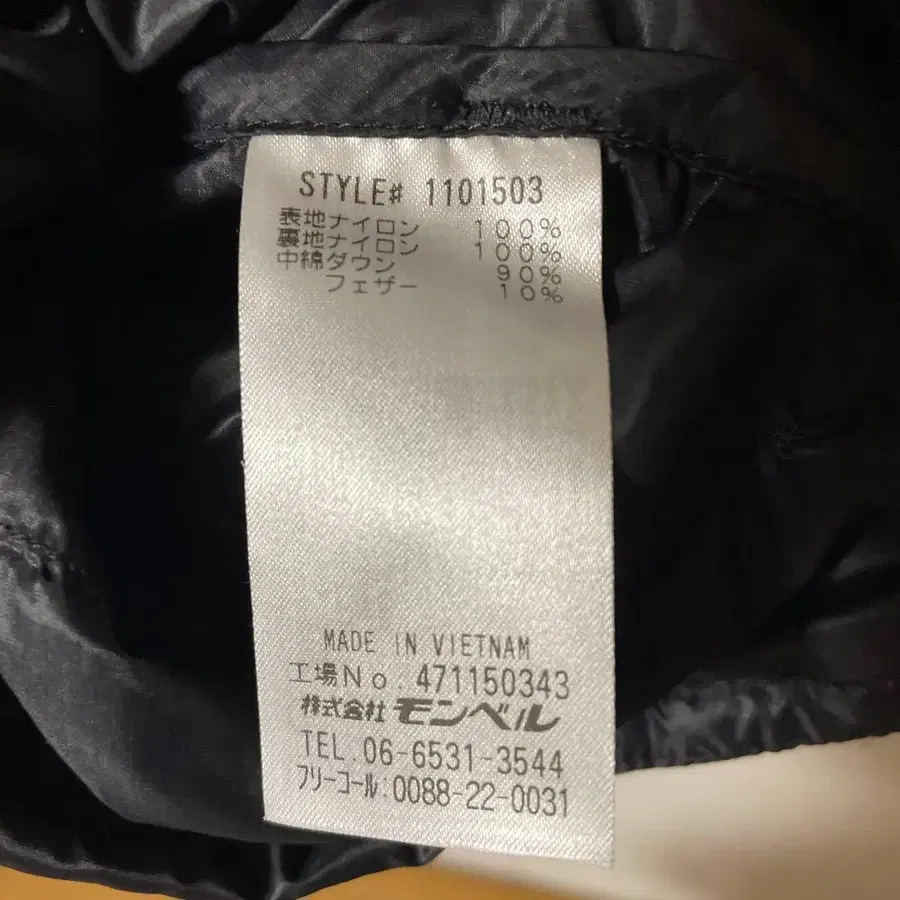 STYLE# 1101503
表地ナイロン 100%
裏地ナイロン 100%
中綿ダウン 90%
フェザー 10%
MADE IN VIETNAM
工場No. 471150343
株式会社 モンベル
TEL.06-6531-3544
フリーコール:0088-22-0031